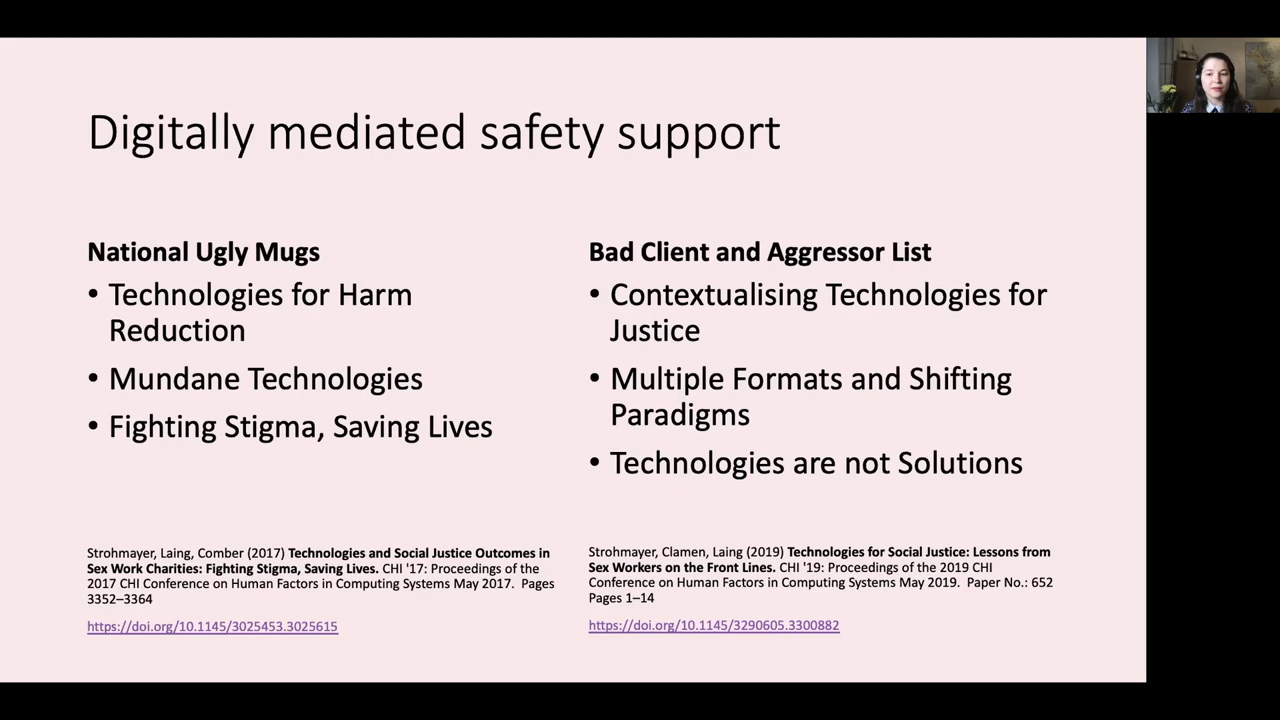 Digitally mediated safety support
National Ugly Mugs
• Technologies for Harm
Reduction
• Mundane Technologies
• Fighting Stigma, Saving Lives
Strohmayer, Laing, Comber (2017) Technologies and Social Justice Outcomes in
Sex Work Charities: Fighting Stigma, Saving Lives. CHI '17: Proceedings of the
2017 CHI Conference on Human Factors in Computing Systems May 2017. Pages
3352–3364
https://doi.org/10.1145/3025453.3025615
Bad Client and Aggressor List
• Contextualising Technologies for
Justice
• Multiple Formats and Shifting
Paradigms
• Technologies are not Solutions
Strohmayer, Clamen, Laing (2019) Technologies for Social Justice: Lessons from
Sex Workers on the Front Lines. CHI '19: Proceedings of the 2019 CHI
Conference on Human Factors in Computing Systems May 2019. Paper No.: 652
Pages 1–14
https://doi.org/10.1145/3290605.3300882